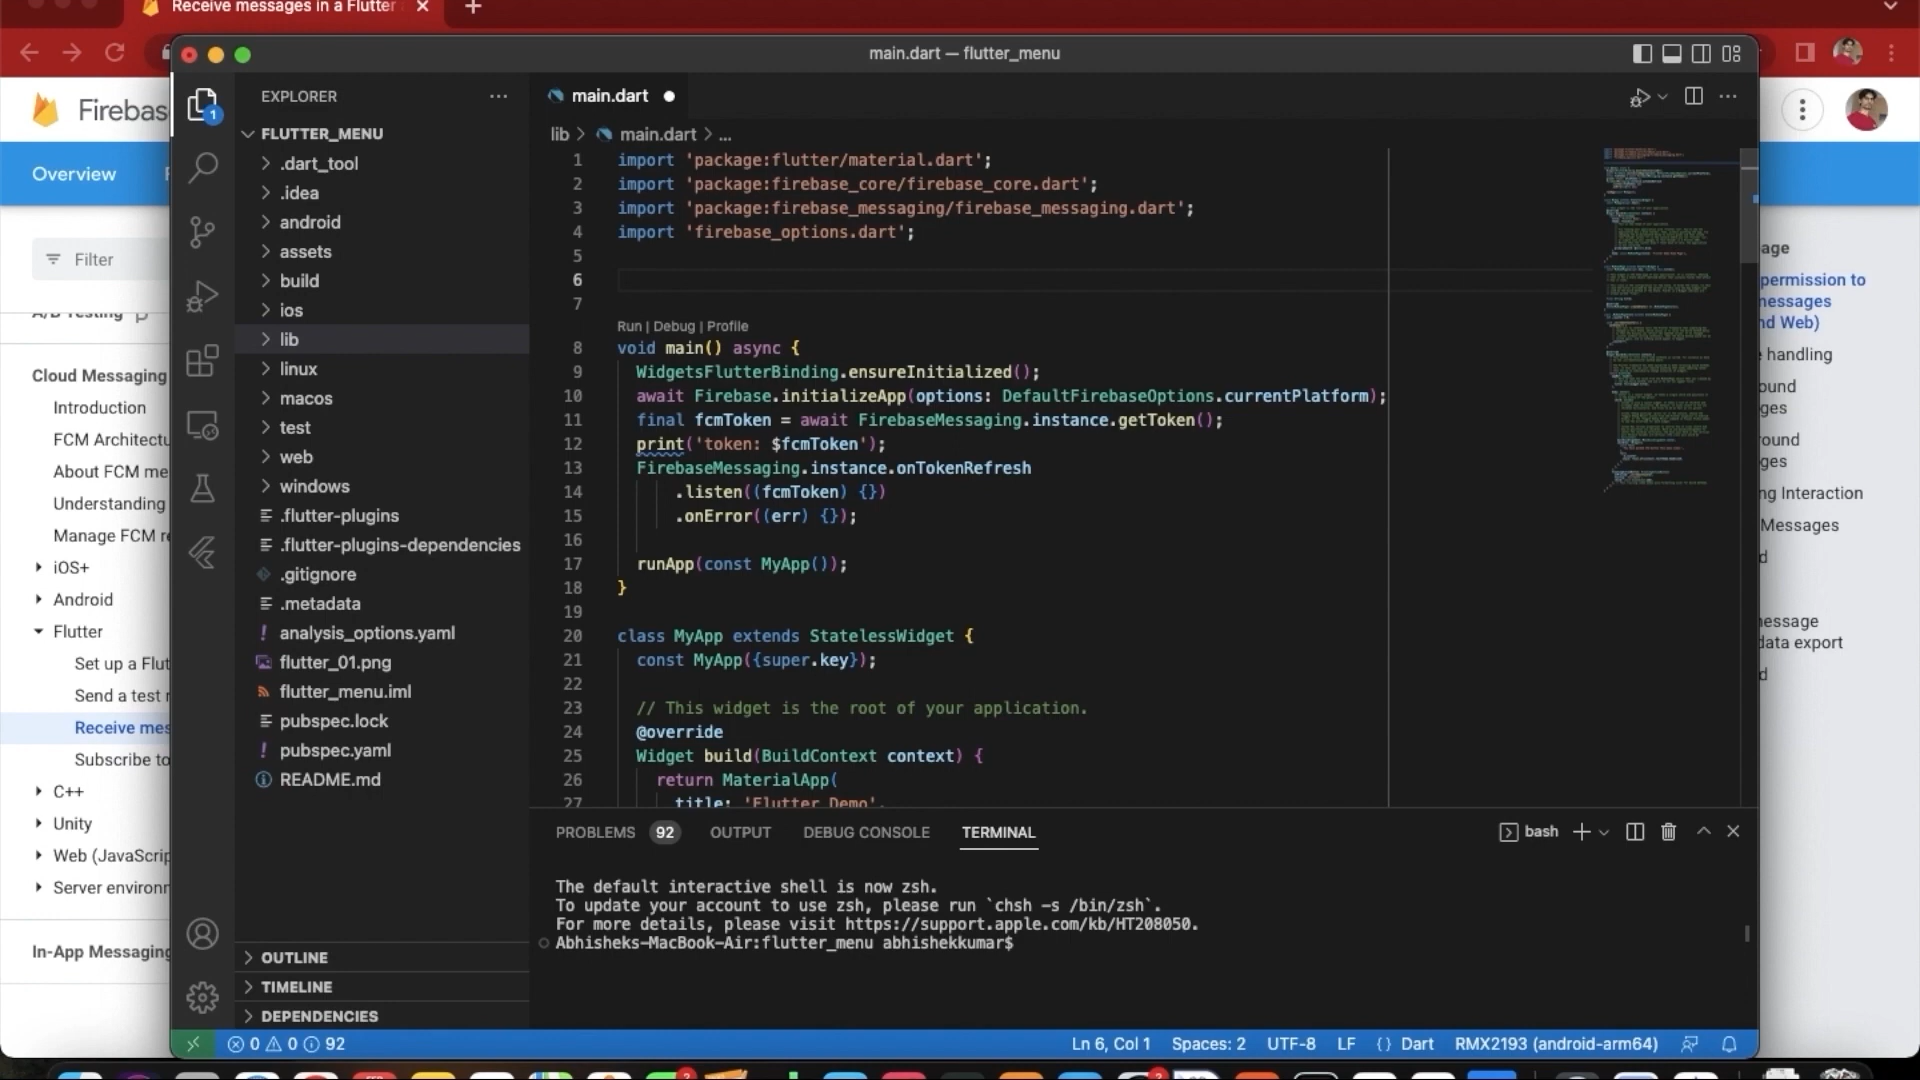 Receive messages in a Flutter
main.dart — flutter_menu
Firebas
Overview
Filter
A/B Testing
Cloud Messaging
Introduction
FCM Architectu
About FCM me
Understanding
Manage FCM re
iOS+
Android
Flutter
Set up a Flut
Send a test
Receive mes
Subscribe to
C++
Unity
Web (JavaScrip
Server environ
In-App Messaging
1
EXPLORER
FLUTTER_MENU
.dart_tool
.idea
android
assets
build
ios
lib
linux
macos
test
web
windows
.flutter-plugins
.flutter-plugins-dependencies
.gitignore
.metadata
analysis_options.yaml
flutter_01.png
flutter_menu.iml
pubspec.lock
pubspec.yaml
README.md
OUTLINE
TIMELINE
DEPENDENCIES
main.dart
lib > main.dart > ...
1 import 'package:flutter/material.dart';
2 import 'package:firebase_core/firebase_core.dart';
3 import 'package:firebase_messaging/firebase_messaging.dart';
4 import 'firebase_options.dart';
5
6
7
Run | Debug | Profile
8 void main() async {
9 WidgetsFlutterBinding.ensureInitialized();
10 await Firebase.initializeApp(options: DefaultFirebaseOptions.currentPlatform);
11 final fcmToken = await FirebaseMessaging.instance.getToken();
12 print('token: $fcmToken');
13 FirebaseMessaging.instance.onTokenRefresh
14 .listen((fcmToken) {})
15 .onError((err) {});
16
17 runApp(const MyApp());
18 }
19
20 class MyApp extends StatelessWidget {
21 const MyApp({super.key});
22
23 // This widget is the root of your application.
24 @override
25 Widget build(BuildContext context) {
26 return MaterialApp(
27 title: 'Flutter Demo',
PROBLEMS 92 OUTPUT DEBUG CONSOLE TERMINAL
bash
The default interactive shell is now zsh.
To update your account to use zsh, please run `chsh -s /bin/zsh`.
For more details, please visit https://support.apple.com/kb/HT208050.
Abhisheks-MacBook-Air:flutter_menu abhishekkumar$
0 0 92
Ln 6, Col 1 Spaces: 2 UTF-8 LF {} Dart RMX2193 (android-arm64)
age
permission to
nessages
nd Web)
handling
ound
ges
round
ges
ng Interaction
Messages
d
essage
data export
d